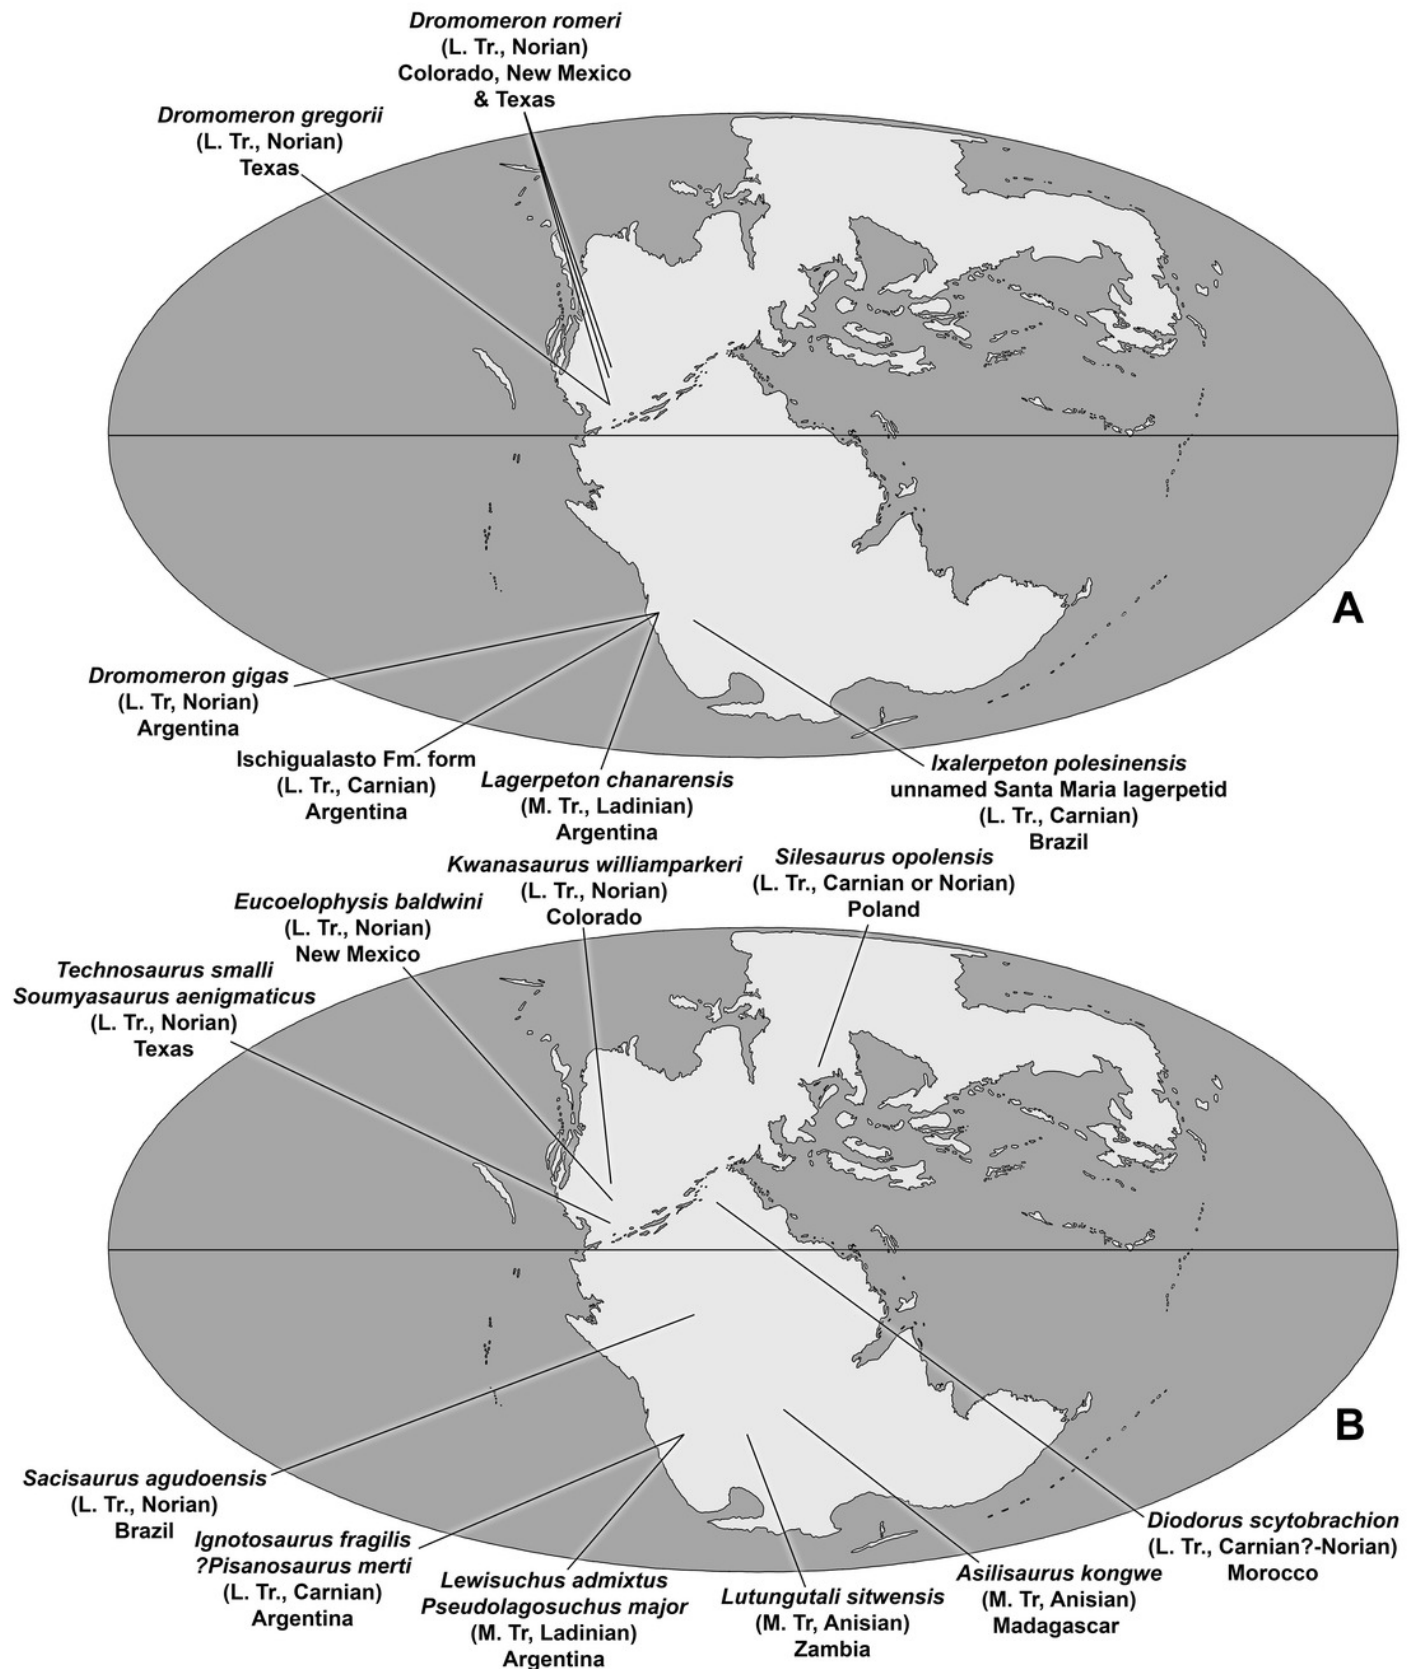 Dromomeron romeri
(L. Tr., Norian)
Colorado, New Mexico
& Texas
Dromomeron gregorii
(L. Tr., Norian)
Texas
A
Dromomeron gigas
(L. Tr, Norian)
Argentina
Ischigualasto Fm. form
(L. Tr., Carnian)
Argentina
Lagerpeton chanarensis
(M. Tr., Ladinian)
Argentina
Ixalerpeton polesinensis
unnamed Santa Maria lagerpetid
(L. Tr., Carnian)
Brazil
Kwanasaurus williamparkeri
(L. Tr., Norian)
Colorado
Silesaurus opolensis
(L. Tr., Carnian or Norian)
Poland
Eucoelophysis baldwini
(L. Tr., Norian)
New Mexico
Technosaurus smalli
Soumyasaurus aenigmaticus
(L. Tr., Norian)
Texas
B
Sacisaurus agudoensis
(L. Tr., Norian)
Brazil
Ignotosaurus fragilis
?Pisanosaurus merti
(L. Tr., Carnian)
Argentina
Lewisuchus admixtus
Pseudolagosuchus major
(M. Tr, Ladinian)
Argentina
Lutungutali sitwensis
(M. Tr, Anisian)
Zambia
Asilisaurus kongwe
(M. Tr, Anisian)
Madagascar
Diodorus scytobrachion
(L. Tr., Carnian?-Norian)
Morocco